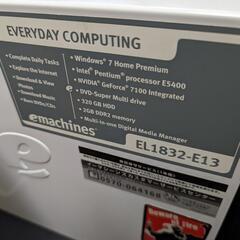 EVERYDAY COMPUTING
• Complete Daily Tasks
• Explore the Internet
• Download & View Photos
• Download Music
• Burn DVDs/CDs
• Windows 7 Home Premium
• Intel Pentium processor E5400
• NVIDIA GeForce 7100 Integrated
• DVD-Super Multi drive
• 320 GB HDD
• 2GB DDR2 memory
• Multi-in-one Digital Media Manager
emachines
EL1832-E13
0570-064168